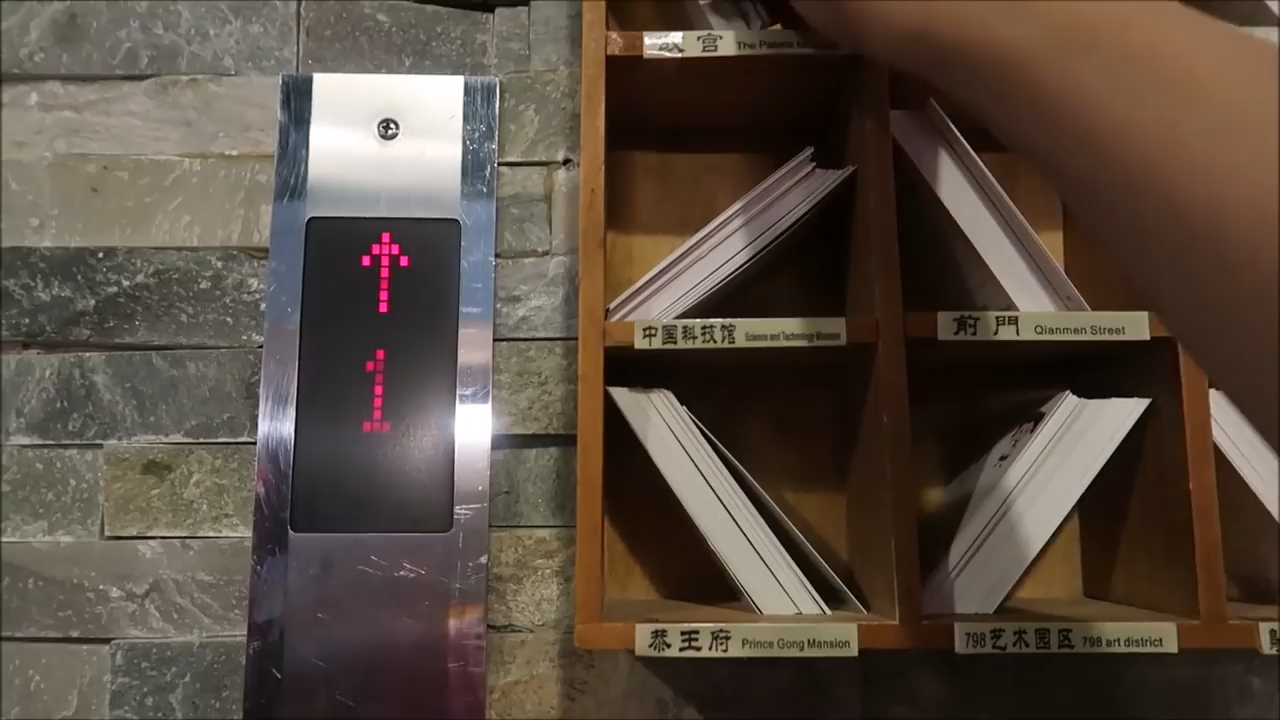 ↑
1
故宫 The Palace
中国科技馆 Science and Technology Museum
前門 Qianmen Street
恭王府 Prince Gong Mansion
798艺术园区 798 art district